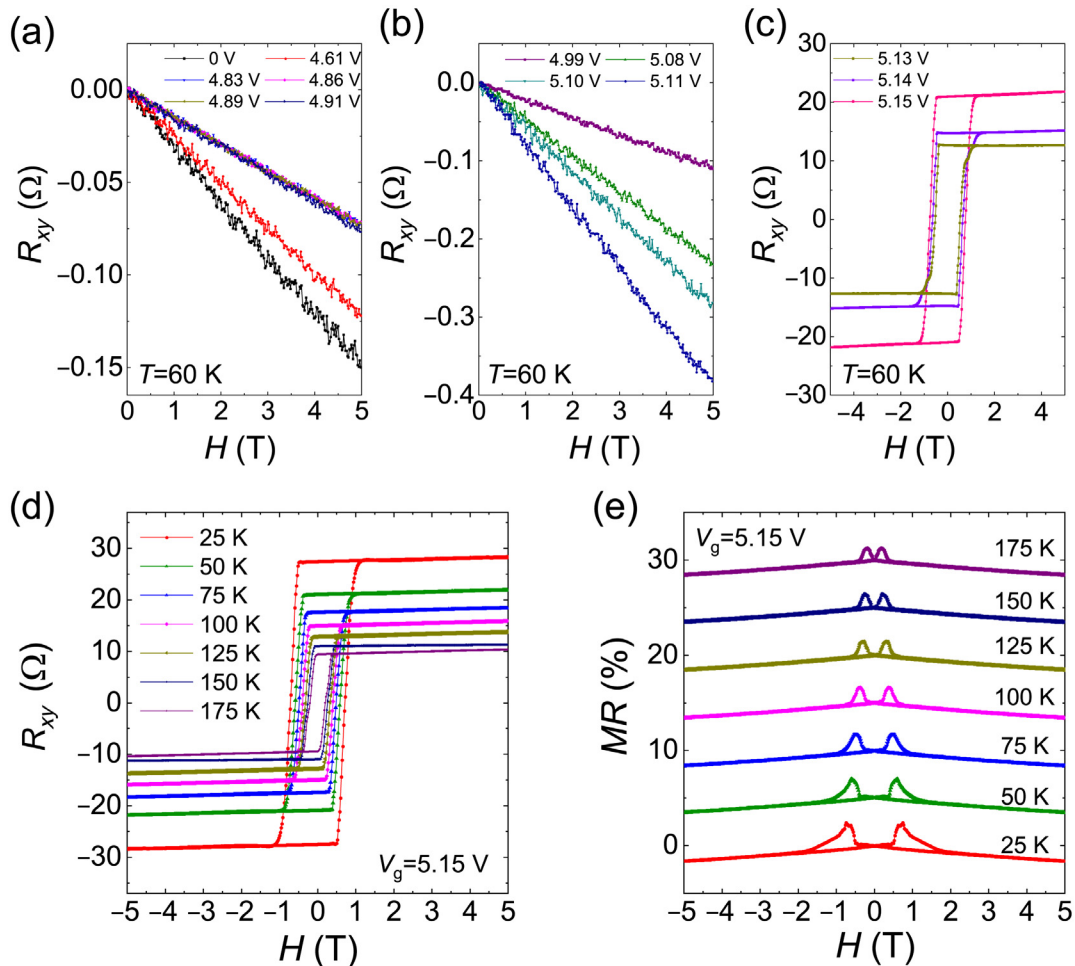 (a)
0 V 4.61 V
4.83 V 4.86 V
4.89 V 4.91 V
0.00
−0.05
−0.10
−0.15
Rxy (Ω)
T=60 K
0 1 2 3 4 5
H (T)
(b)
4.99 V 5.08 V
5.10 V 5.11 V
0.0
−0.1
−0.2
−0.3
−0.4
Rxy (Ω)
T=60 K
0 1 2 3 4 5
H (T)
(c)
5.13 V
5.14 V
5.15 V
30
20
10
0
−10
−20
−30
Rxy (Ω)
T=60 K
−4 −2 0 2 4
H (T)
(d)
25 K
50 K
75 K
100 K
125 K
150 K
175 K
30
20
10
0
−10
−20
−30
Rxy (Ω)
Vg=5.15 V
−5 −4 −3 −2 −1 0 1 2 3 4 5
H (T)
(e)
Vg=5.15 V
175 K
150 K
125 K
100 K
75 K
50 K
25 K
30
20
10
0
MR (%)
−5 −4 −3 −2 −1 0 1 2 3 4 5
H (T)